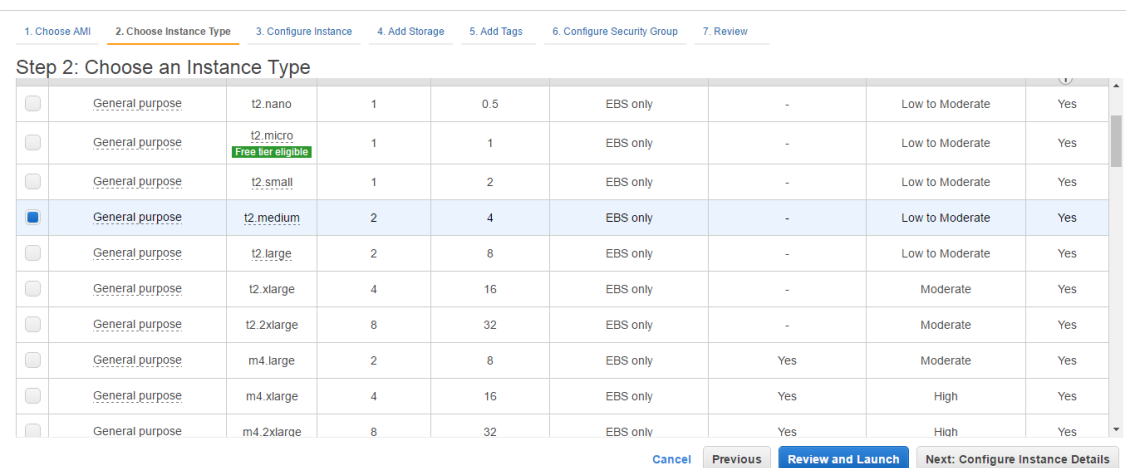 1. Choose AMI 2. Choose Instance Type 3. Configure Instance 4. Add Storage 5. Add Tags 6. Configure Security Group 7. Review
Step 2: Choose an Instance Type
General purpose t2.nano 1 0.5 EBS only - Low to Moderate Yes
General purpose t2.micro 1 1 EBS only - Low to Moderate Yes
Free tier eligible
General purpose t2.small 1 2 EBS only - Low to Moderate Yes
General purpose t2.medium 2 4 EBS only - Low to Moderate Yes
General purpose t2.large 2 8 EBS only - Low to Moderate Yes
General purpose t2.xlarge 4 16 EBS only - Moderate Yes
General purpose t2.2xlarge 8 32 EBS only - Moderate Yes
General purpose m4.large 2 8 EBS only Yes Moderate Yes
General purpose m4.xlarge 4 16 EBS only Yes High Yes
General purpose m4.2xlarge 8 32 EBS only Yes High Yes
Cancel Previous Review and Launch Next: Configure Instance Details